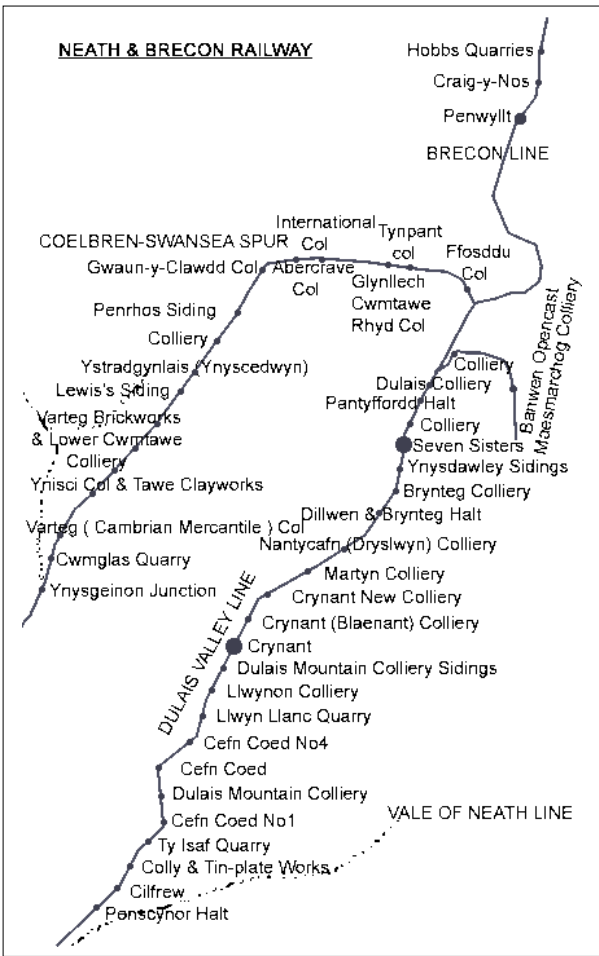 NEATH & BRECON RAILWAY
Hobbs Quarries
Craig-y-Nos
Penwyllt
BRECON LINE
COELBREN-SWANSEA SPUR
International
Col
Tynpant
col
Ffosddu
Col
Gwaun-y-Clawdd Col
Abercrave
Col
Glynllech
Cwmtawe
Rhyd Col
Penrhos Siding
Colliery
Ystradgynlais (Ynyscedwyn)
Lewis's Siding
Varteg Brickworks
& Lower Cwmtawe
Colliery
Ynisci Col & Tawe Clayworks
Varteg ( Cambrian Mercantile ) Col
Cwmglas Quarry
Ynysgeinon Junction
Banwen Opencast
Maesmarchog Colliery
Colliery
Dulais Colliery
Pantyffordd Halt
Colliery
Seven Sisters
Ynysdawley Sidings
Brynteg Colliery
Dillwen & Brynteg Halt
Nantycafn (Dryslwyn) Colliery
Martyn Colliery
Crynant New Colliery
Crynant (Blaenant) Colliery
Crynant
DULAIS VALLEY LINE
Dulais Mountain Colliery Sidings
Llwynon Colliery
Llwyn Llanc Quarry
Cefn Coed No4
Cefn Coed
Dulais Mountain Colliery
Cefn Coed No1
VALE OF NEATH LINE
Ty Isaf Quarry
Colly & Tin-plate Works
Cilfrew
Penscynor Halt